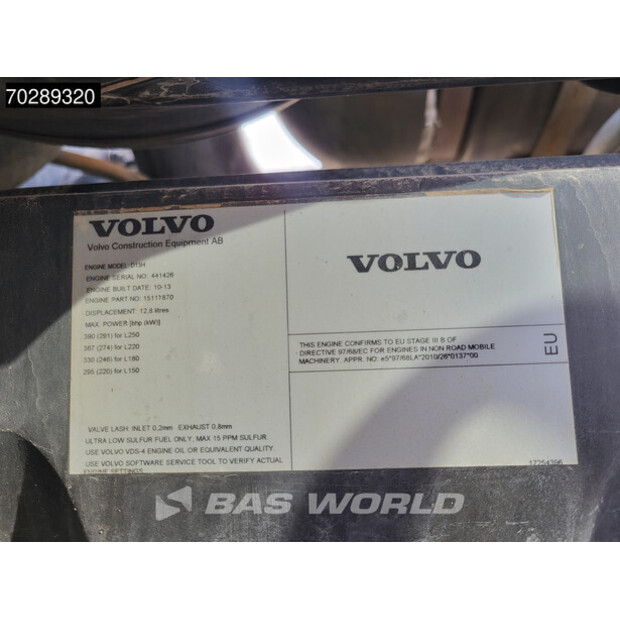 70289320
VOLVO
Volvo Construction Equipment AB
ENGINE MODEL: D13H
ENGINE SERIAL NO: 441426
ENGINE BUILT DATE: 10-13
ENGINE PART NO: 15111870
DISPLACEMENT: 12,8 litres
MAX. POWER [bhp (kW)]:
390 (291) for L250
367 (274) for L220
330 (246) for L180
295 (220) for L150
VALVE LASH: INLET 0,2mm EXHAUST 0,8mm
ULTRA LOW SULFUR FUEL ONLY, MAX 15 PPM SULFUR.
USE VOLVO VDS-4 ENGINE OIL OR EQUIVALENT QUALITY.
USE VOLVO SOFTWARE SERVICE TOOL TO VERIFY ACTUAL
ENGINE SETTINGS
VOLVO
THIS ENGINE CONFIRMS TO EU STAGE III B OF
DIRECTIVE 97/68/EC FOR ENGINES IN NON ROAD MOBILE
MACHINERY. APPR. NO: e5*97/68LA*2010/26*0137*00
EU
17254396
BAS WORLD